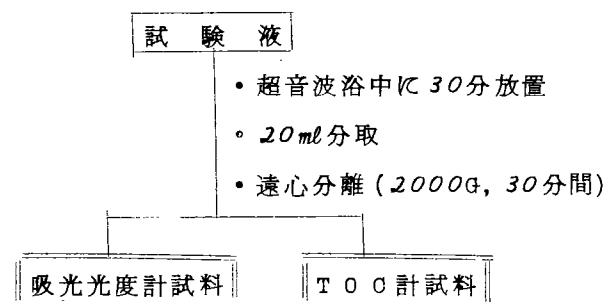 試験液
• 超音波浴中に30分放置
• 20ml分取
• 遠心分離(2000G, 30分間)
吸光光度計試料
TOC計試料